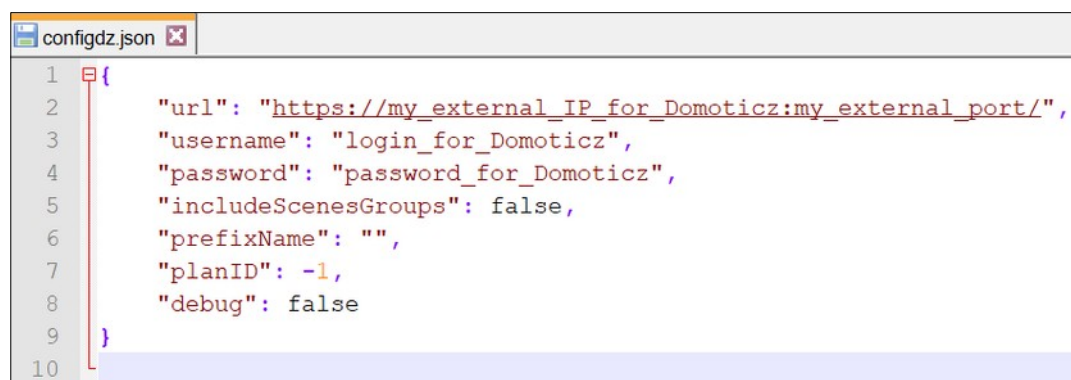 configdz.json
1 {
2 "url": "https://my_external_IP_for_Domoticz:my_external_port/",
3 "username": "login_for_Domoticz",
4 "password": "password_for_Domoticz",
5 "includeScenesGroups": false,
6 "prefixName": "",
7 "planID": -1,
8 "debug": false
9 }
10